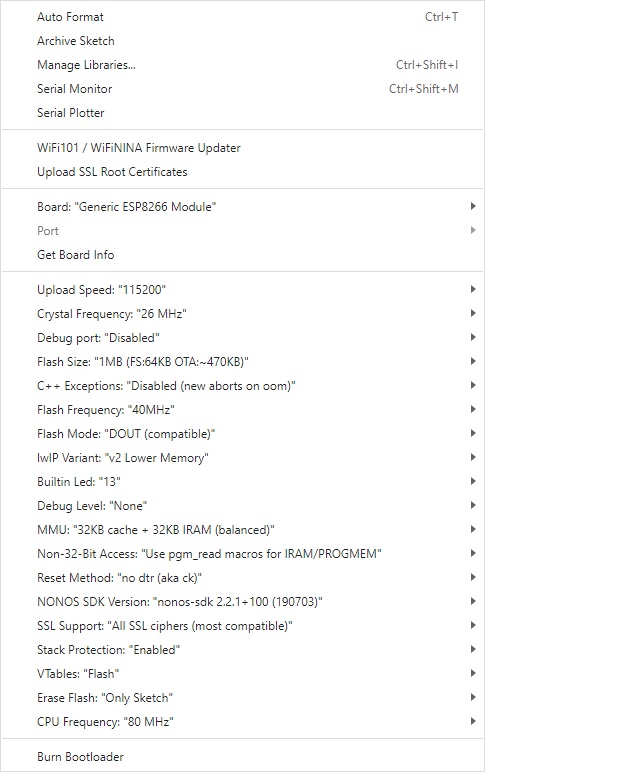 Auto Format Ctrl+T
Archive Sketch
Manage Libraries... Ctrl+Shift+I
Serial Monitor Ctrl+Shift+M
Serial Plotter
WiFi101 / WiFiNINA Firmware Updater
Upload SSL Root Certificates
Board: "Generic ESP8266 Module"
Port
Get Board Info
Upload Speed: "115200"
Crystal Frequency: "26 MHz"
Debug port: "Disabled"
Flash Size: "1MB (FS:64KB OTA:~470KB)"
C++ Exceptions: "Disabled (new aborts on oom)"
Flash Frequency: "40MHz"
Flash Mode: "DOUT (compatible)"
lwIP Variant: "v2 Lower Memory"
Builtin Led: "13"
Debug Level: "None"
MMU: "32KB cache + 32KB IRAM (balanced)"
Non-32-Bit Access: "Use pgm_read macros for IRAM/PROGMEM"
Reset Method: "no dtr (aka ck)"
NONOS SDK Version: "nonos-sdk 2.2.1+100 (190703)"
SSL Support: "All SSL ciphers (most compatible)"
Stack Protection: "Enabled"
VTables: "Flash"
Erase Flash: "Only Sketch"
CPU Frequency: "80 MHz"
Burn Bootloader